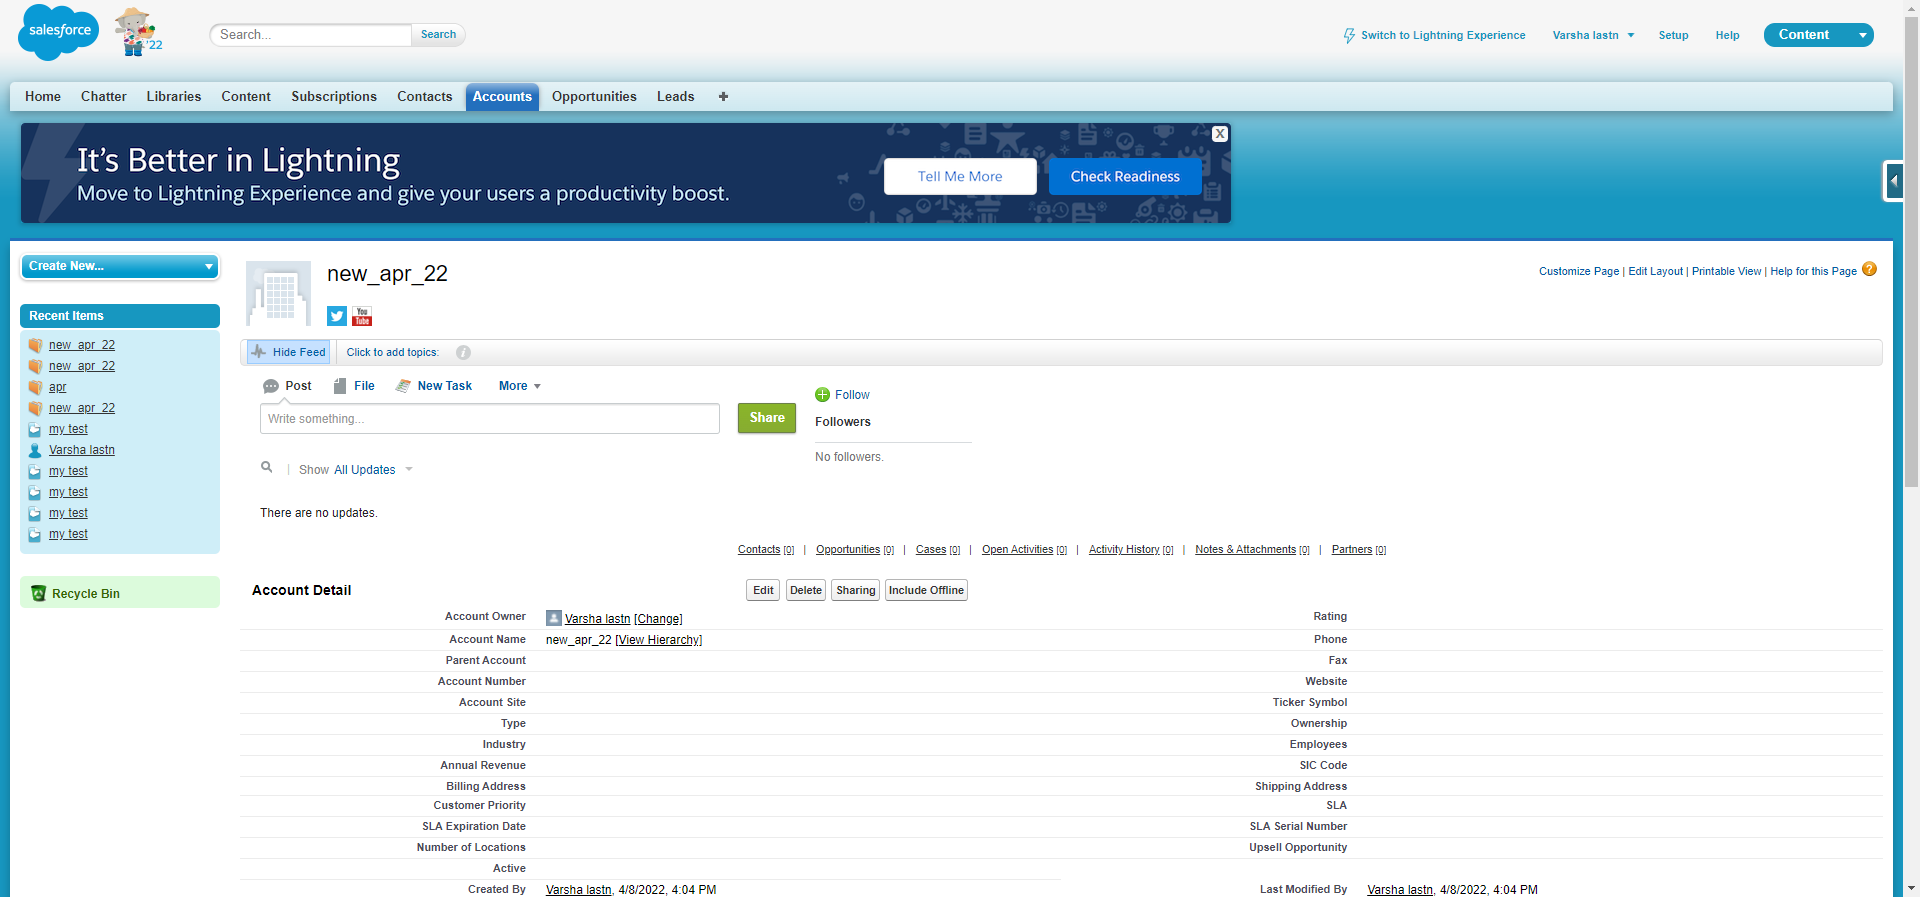 salesforce
'22
Search...
Search
Switch to Lightning Experience
Varsha lastn
Setup
Help
Content
Home Chatter Libraries Content Subscriptions Contacts Accounts Opportunities Leads +
It's Better in Lightning
Move to Lightning Experience and give your users a productivity boost.
Tell Me More
Check Readiness
X
Create New...
Recent Items
new_apr_22
new_apr_22
apr
new_apr_22
my test
Varsha lastn
my test
my test
my test
my test
Recycle Bin
new_apr_22
You
Tube
Customize Page | Edit Layout | Printable View | Help for this Page ?
Hide Feed
Click to add topics: i
Post File New Task More
Write something...
Share
Follow
Followers
No followers.
Show All Updates
There are no updates.
Contacts [0] | Opportunities [0] | Cases [0] | Open Activities [0] | Activity History [0] | Notes & Attachments [0] | Partners [0]
Account Detail
Edit Delete Sharing Include Offline
Account Owner Varsha lastn [Change] Rating
Account Name new_apr_22 [View Hierarchy] Phone
Parent Account Fax
Account Number Website
Account Site Ticker Symbol
Type Ownership
Industry Employees
Annual Revenue SIC Code
Billing Address Shipping Address
Customer Priority SLA
SLA Expiration Date SLA Serial Number
Number of Locations Upsell Opportunity
Active
Created By Varsha lastn, 4/8/2022, 4:04 PM Last Modified By Varsha lastn, 4/8/2022, 4:04 PM